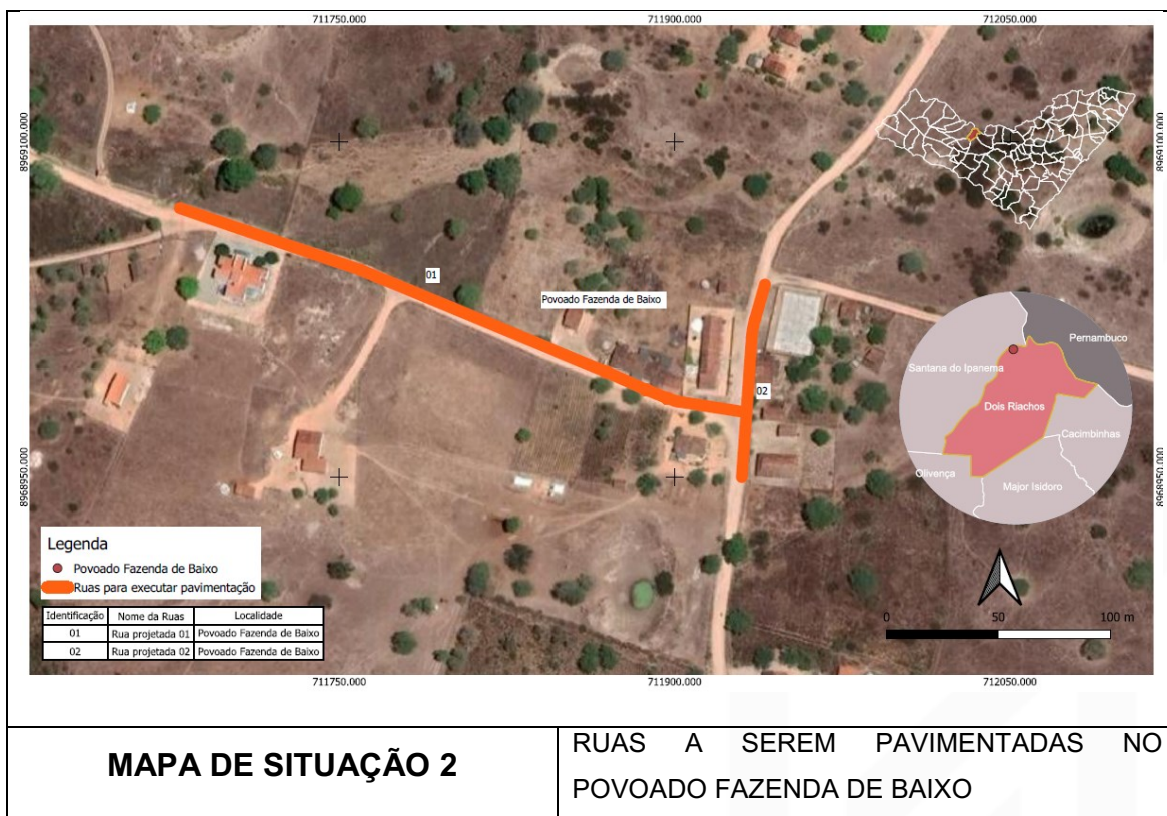 711750.000 711900.000 712050.000
8969100.000 8969100.000
01
Povoado Fazenda de Baixo
02
Pernambuco
Santana do Ipanema
Dois Riachos
Cacimbinhas
Olivença
Major Isidoro
8968950.000 8968950.000
Legenda
Povoado Fazenda de Baixo
Ruas para executar pavimentação
Identificação Nome da Ruas Localidade
01 Rua projetada 01 Povoado Fazenda de Baixo
02 Rua projetada 02 Povoado Fazenda de Baixo
0 50 100 m
711750.000 711900.000 712050.000
MAPA DE SITUAÇÃO 2
RUAS A SEREM PAVIMENTADAS NO
POVOADO FAZENDA DE BAIXO